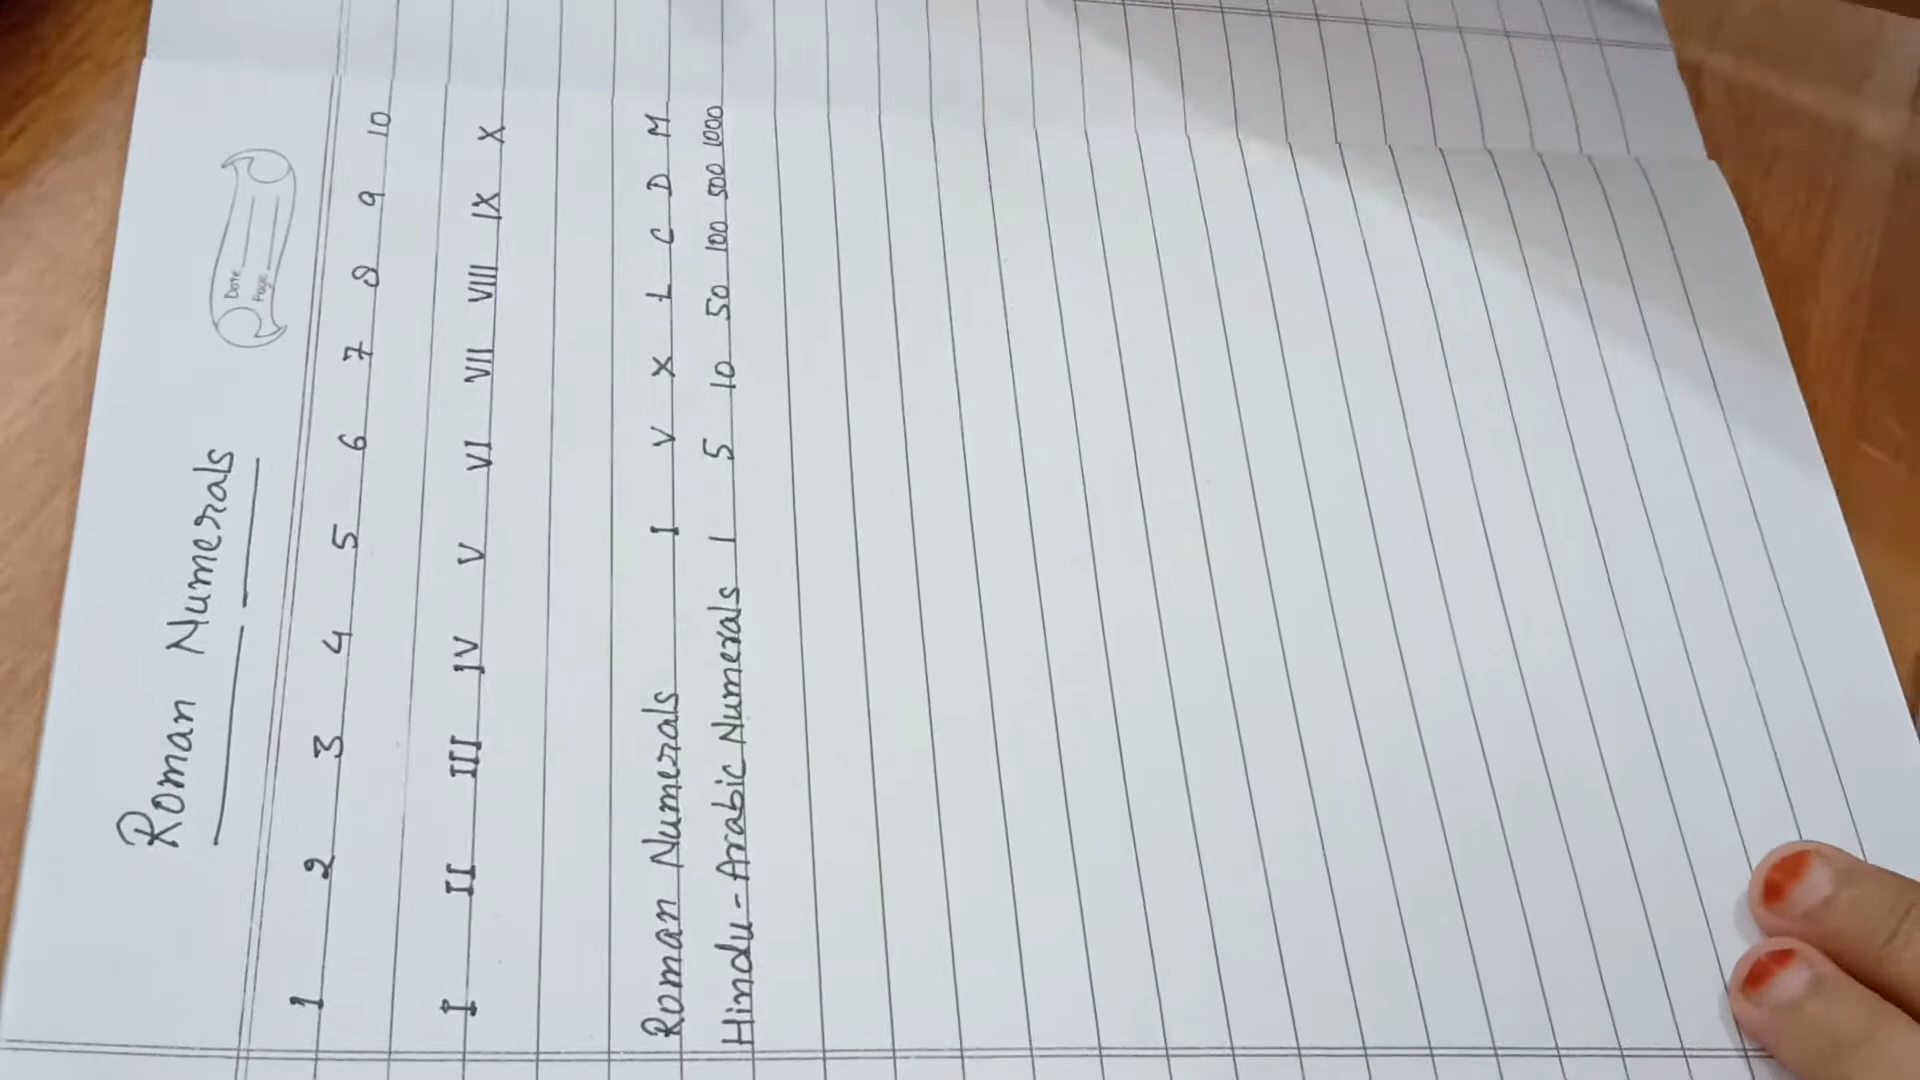 Roman Numerals
Date
Page
1 2 3 4 5 6 7 8 9 10
I II III IV V VI VII VIII IX X
Roman Numerals I V X L C D M
Hindu-Arabic Numerals 1 5 10 50 100 500 1000